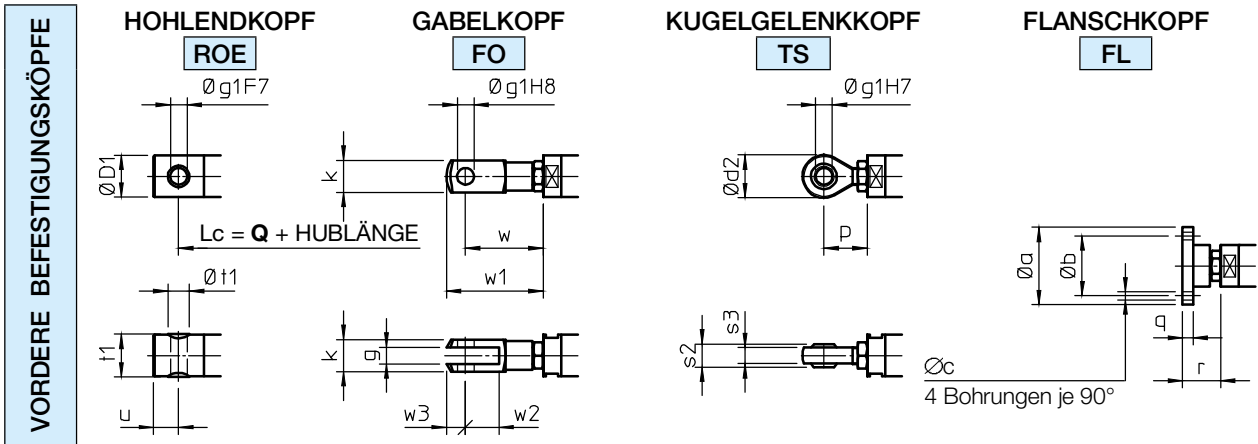 VORDERE BEFESTIGUNGSKÖPFE
HOHLENDKOPF
ROE
GABELKOPF
FO
KUGELGELENKKOPF
TS
FLANSCHKOPF
FL
Øg1F7
Øg1H8
Øg1H7
ØD1
k
Ød2
Lc = Q + HUBLÄNGE
w
w1
p
Øa
Øb
Øt1
t1
u
k
g
w3
w2
s2
s3
q
r
Øc
4 Bohrungen je 90°